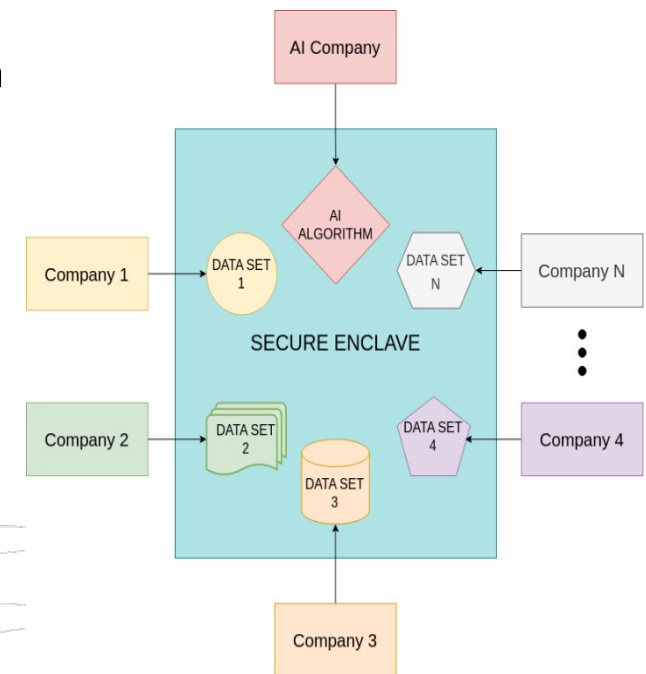 AI Company
AI
ALGORITHM
Company 1
DATA SET
1
DATA SET
N
Company N
SECURE ENCLAVE
Company 2
DATA SET
2
DATA SET
4
Company 4
DATA SET
3
Company 3